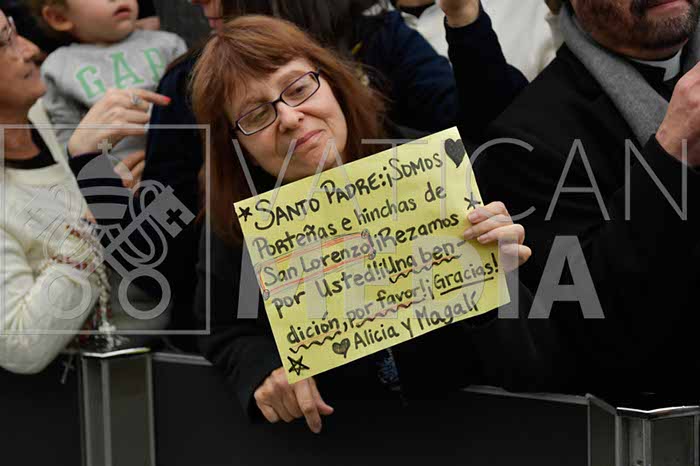 GAP
SANTO PADRE:¡SOMOS ♥
PORTEÑAS e hinchas de
San Lorenzo!¡Rezamos
por Usted!¡Una ben-
dición, por favor!¡Gracias!
♥ Alicia y Magalí
VATICAN
MEDIA